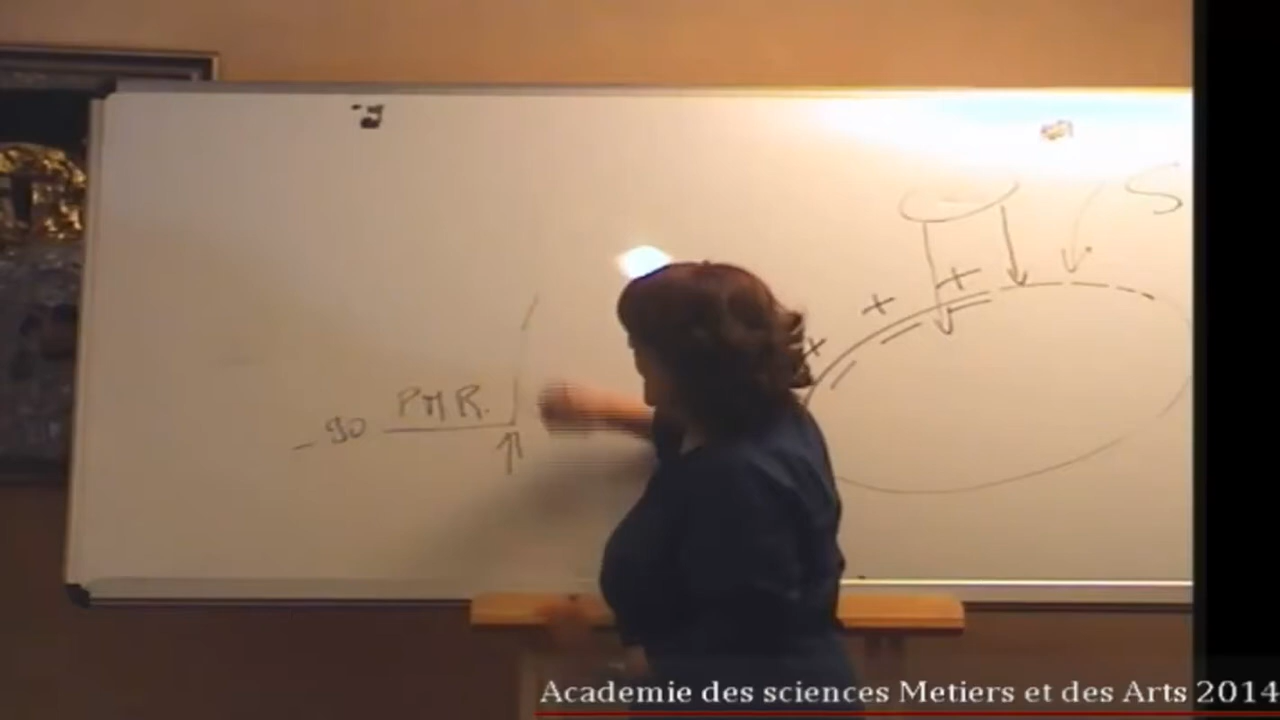 S
+ +
+
PMR.
- 90
Academie des sciences Metiers et des Arts 2014